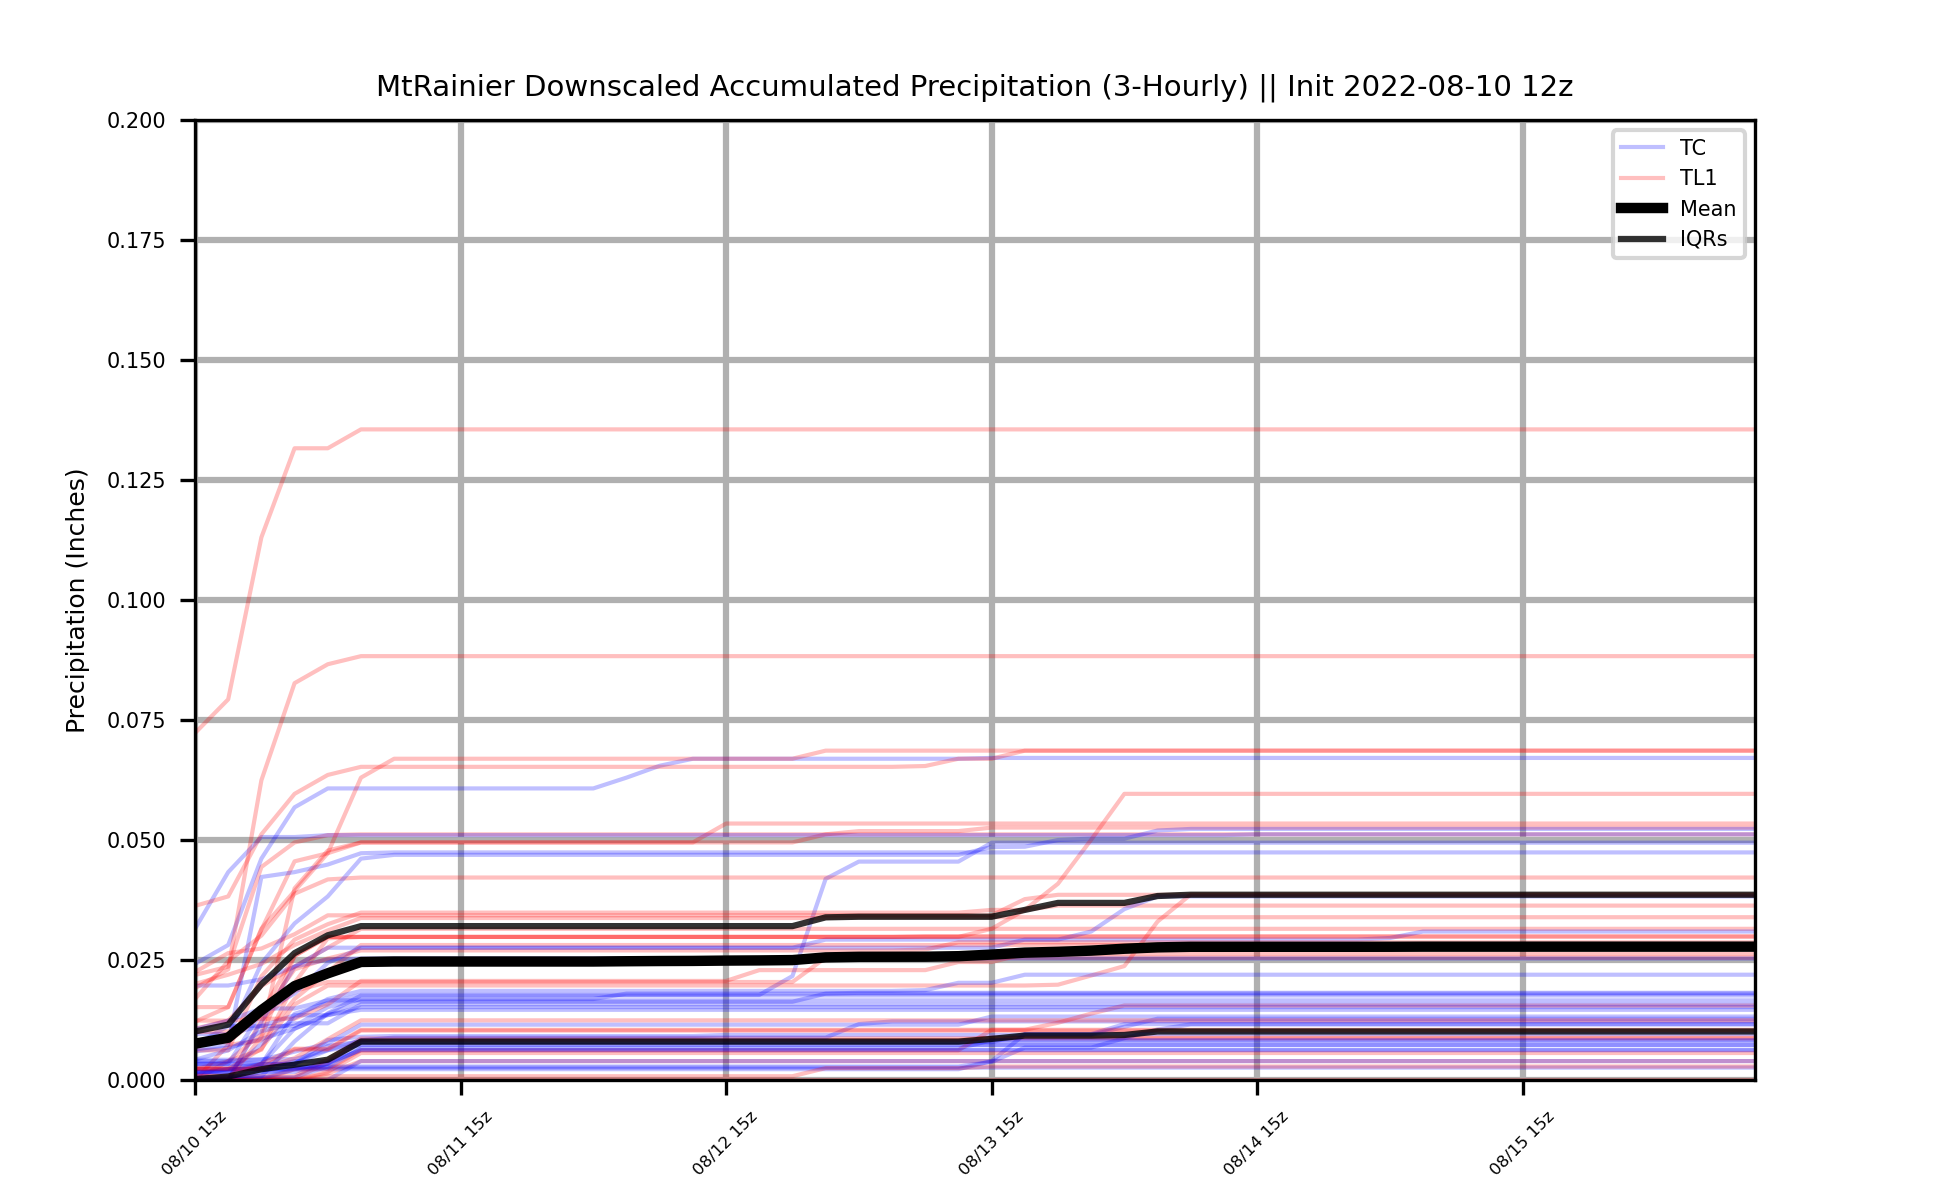 MtRainier Downscaled Accumulated Precipitation (3-Hourly) || Init 2022-08-10 12z
0.200
0.175
0.150
0.125
0.100
0.075
0.050
0.025
0.000
Precipitation (Inches)
TC
TL1
Mean
IQRs
08/10 15z
08/11 15z
08/12 15z
08/13 15z
08/14 15z
08/15 15z